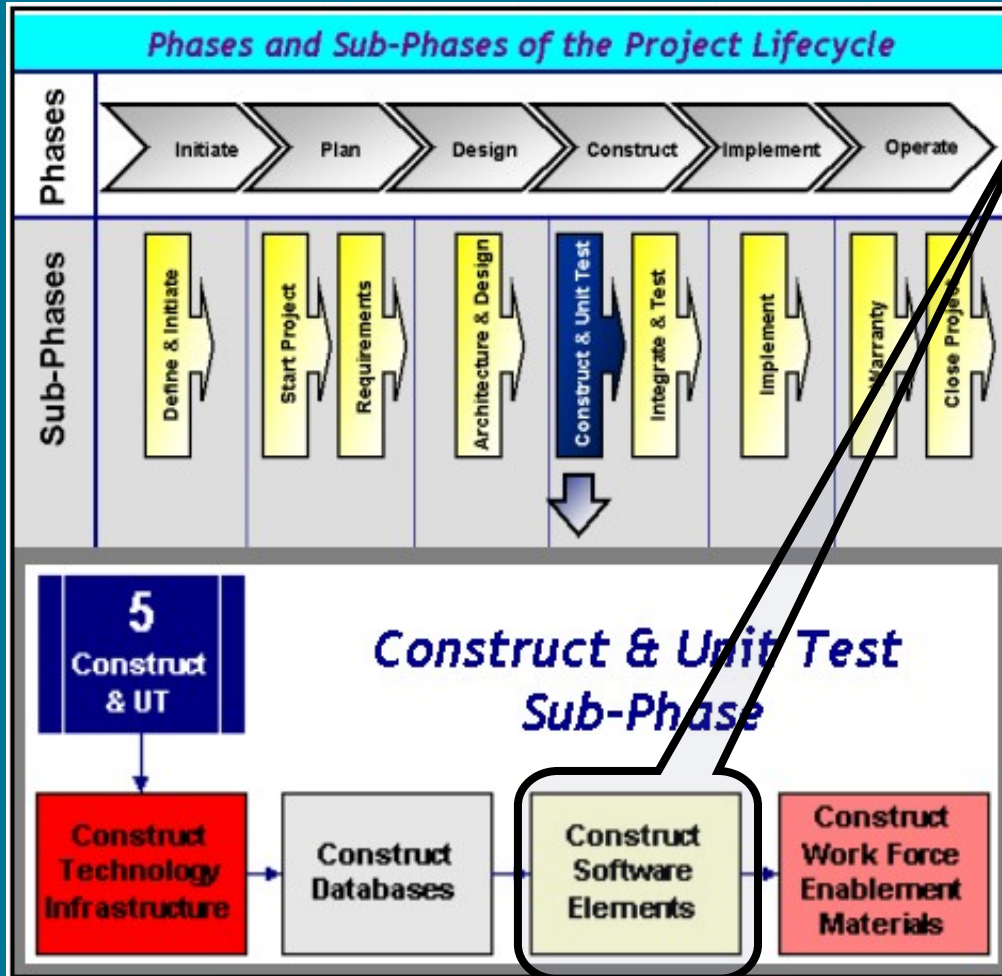 Phases and Sub-Phases of the Project Lifecycle
Phases
Initiate
Plan
Design
Construct
Implement
Operate
Sub-Phases
Define & Initiate
Start Project
Requirements
Architecture & Design
Construct & Unit Test
Integrate & Test
Implement
Warranty
Close Project
5
Construct
& UT
Construct & Unit Test
Sub-Phase
Construct
Technology
Infrastructure
Construct
Databases
Construct
Software
Elements
Construct
Work Force
Enablement
Materials